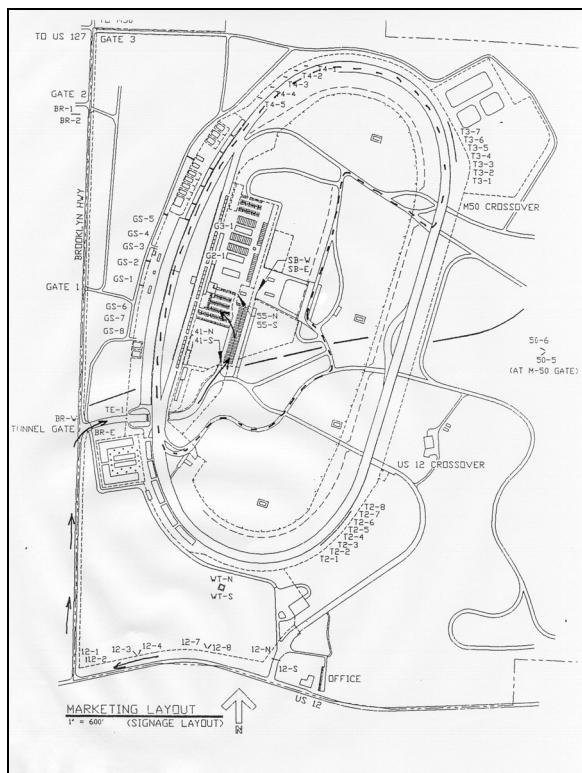 TO M50
TO US 127
GATE 3
T4-1
T4-2
T4-3
T4-4
T4-5
GATE 2
BR-1
BR-2
T3-7
T3-6
T3-5
T3-4
T3-3
T3-2
T3-1
M50 CROSSOVER
BROOKLYN HWY
GS-5
GS-4
GS-3
GS-2
GS-1
G3-1
G2-1
SB-W
SB-E
GATE 1
GS-6
GS-7
GS-8
55-N
55-S
41-N
41-S
50-6
50-5
(AT M-50 GATE)
TE-1
BR-W
TUNNEL GATE
BR-E
US 12 CROSSOVER
T2-8
T2-7
T2-6
T2-5
T2-4
T2-3
T2-2
T2-1
WT-N
WT-S
12-1
12-2
12-3
12-4
12-7
12-8
12-N
12-S
OFFICE
US 12
MARKETING LAYOUT
1" = 600' (SIGNAGE LAYOUT)
N